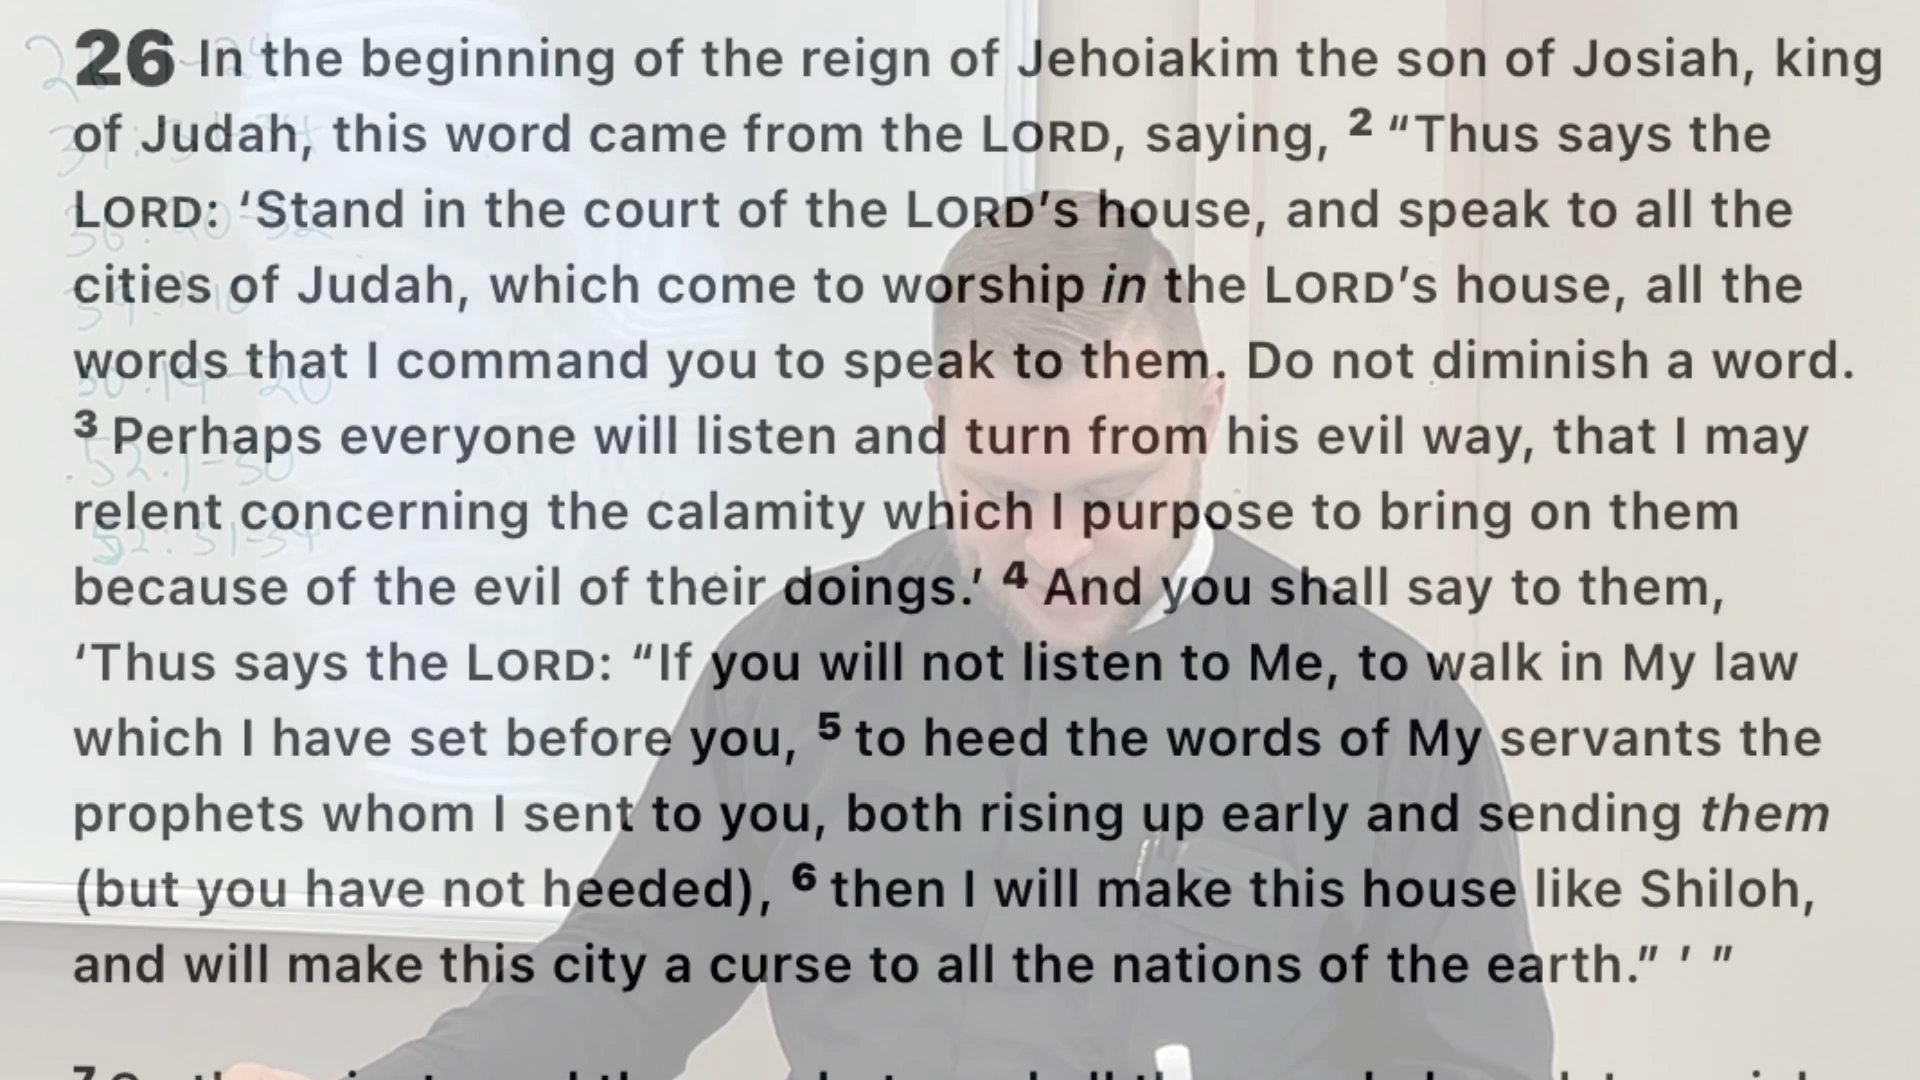 26 In the beginning of the reign of Jehoiakim the son of Josiah, king
of Judah, this word came from the LORD, saying, 2 “Thus says the
LORD: ‘Stand in the court of the LORD’s house, and speak to all the
cities of Judah, which come to worship in the LORD’s house, all the
words that I command you to speak to them. Do not diminish a word.
3 Perhaps everyone will listen and turn from his evil way, that I may
relent concerning the calamity which I purpose to bring on them
because of the evil of their doings.’ 4 And you shall say to them,
‘Thus says the LORD: “If you will not listen to Me, to walk in My law
which I have set before you, 5 to heed the words of My servants the
prophets whom I sent to you, both rising up early and sending them
(but you have not heeded), 6 then I will make this house like Shiloh,
and will make this city a curse to all the nations of the earth.” ’ ”
52:1-30
52:31-34